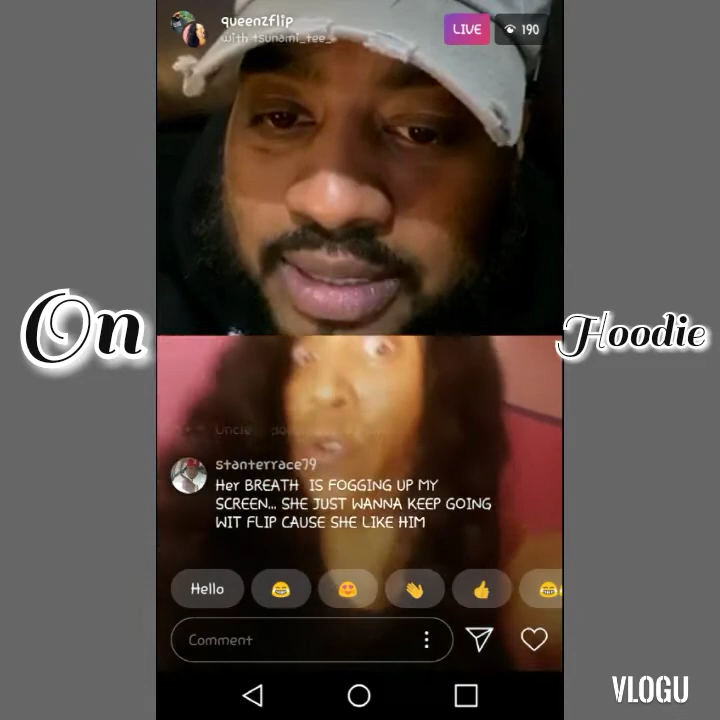 queenzflip
with tsunami_tee_
LIVE
190
On
Hoodie
Uncle
stanterrace79
Her BREATH IS FOGGING UP MY
SCREEN... SHE JUST WANNA KEEP GOING
WIT FLIP CAUSE SHE LIKE HIM
Hello
Comment
VLOGU